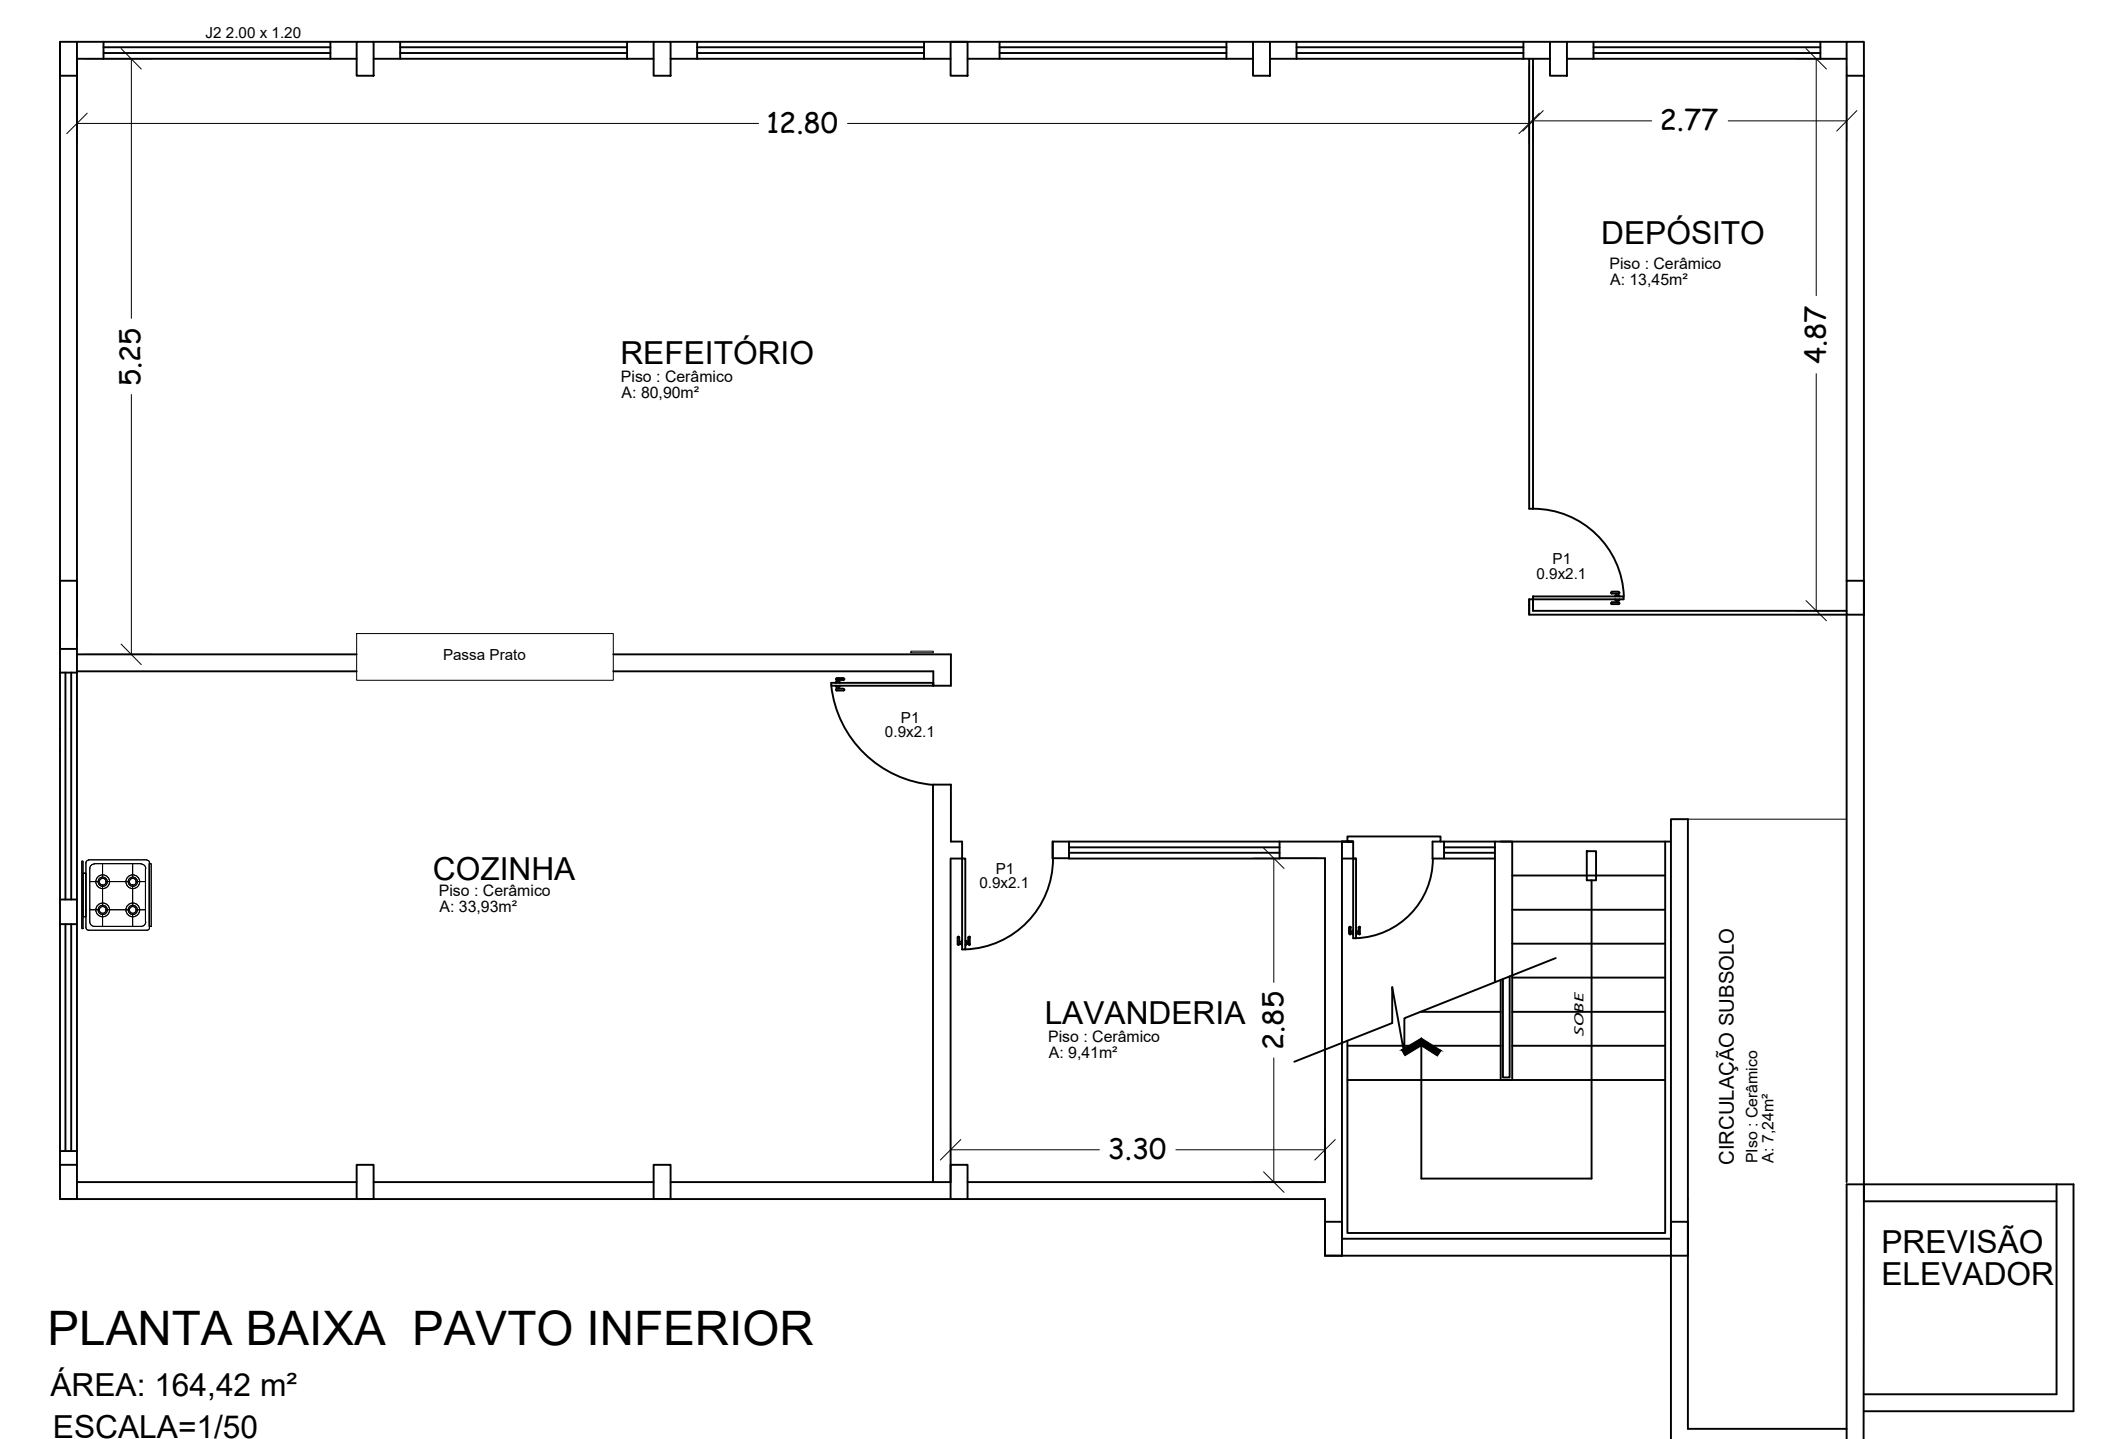 J2 2.00 x 1.20
12.80
2.77
DEPÓSITO
Piso : Cerâmico
A: 13,45m²
5.25
4.87
REFEITÓRIO
Piso : Cerâmico
A: 80,90m²
P1
0.9x2.1
Passa Prato
P1
0.9x2.1
COZINHA
Piso : Cerâmico
A: 33,93m²
P1
0.9x2.1
LAVANDERIA
Piso : Cerâmico
A: 9,41m²
2.85
3.30
SOBE
CIRCULAÇÃO SUBSOLO
PIso : Cerâmico
A: 7,24m²
PREVISÃO
ELEVADOR
PLANTA BAIXA PAVTO INFERIOR
ÁREA: 164,42 m²
ESCALA=1/50